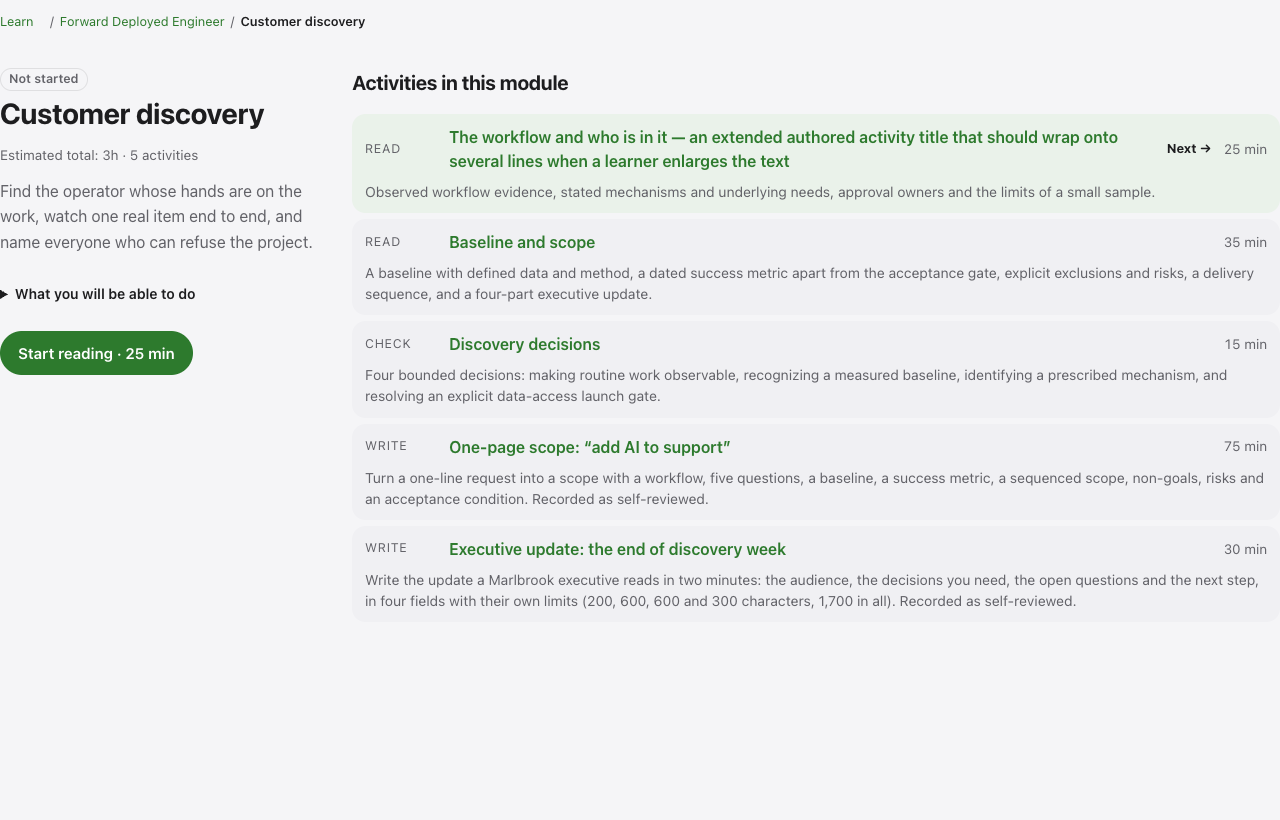 Learn / Forward Deployed Engineer / Customer discovery
Not started
Customer discovery
Estimated total: 3h · 5 activities
Find the operator whose hands are on the
work, watch one real item end to end, and
name everyone who can refuse the project.
What you will be able to do
Start reading · 25 min
Activities in this module
READ
The workflow and who is in it — an extended authored activity title that should wrap onto
several lines when a learner enlarges the text
Next → 25 min
Observed workflow evidence, stated mechanisms and underlying needs, approval owners and the limits of a small sample.
READ Baseline and scope 35 min
A baseline with defined data and method, a dated success metric apart from the acceptance gate, explicit exclusions and risks, a delivery
sequence, and a four-part executive update.
CHECK Discovery decisions 15 min
Four bounded decisions: making routine work observable, recognizing a measured baseline, identifying a prescribed mechanism, and
resolving an explicit data-access launch gate.
WRITE One-page scope: “add AI to support” 75 min
Turn a one-line request into a scope with a workflow, five questions, a baseline, a success metric, a sequenced scope, non-goals, risks and
an acceptance condition. Recorded as self-reviewed.
WRITE Executive update: the end of discovery week 30 min
Write the update a Marlbrook executive reads in two minutes: the audience, the decisions you need, the open questions and the next step,
in four fields with their own limits (200, 600, 600 and 300 characters, 1,700 in all). Recorded as self-reviewed.